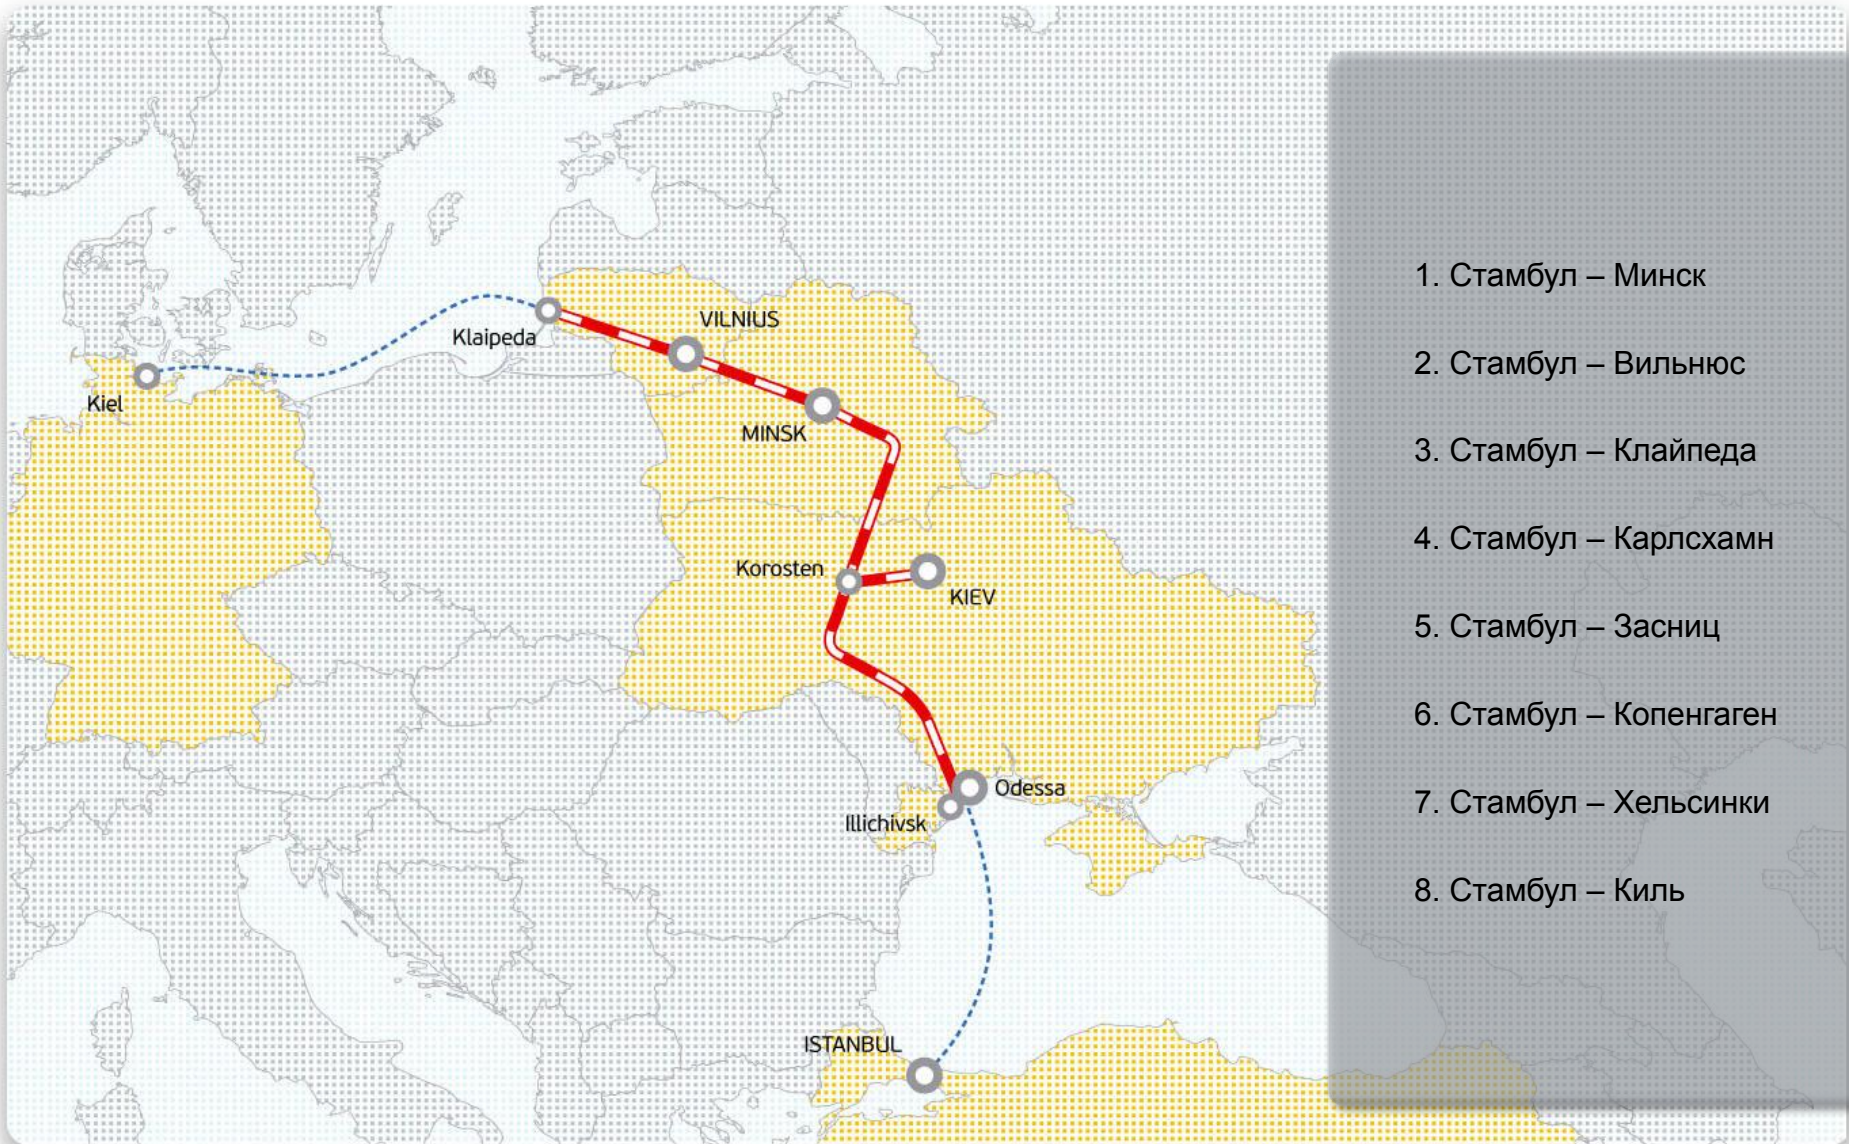 VILNIUS
Klaipeda
Kiel
MINSK
Korosten
KIEV
Odessa
Illichivsk
ISTANBUL
1. Стамбул – Минск
2. Стамбул – Вильнюс
3. Стамбул – Клайпеда
4. Стамбул – Карлсхамн
5. Стамбул – Засниц
6. Стамбул – Копенгаген
7. Стамбул – Хельсинки
8. Стамбул – Киль